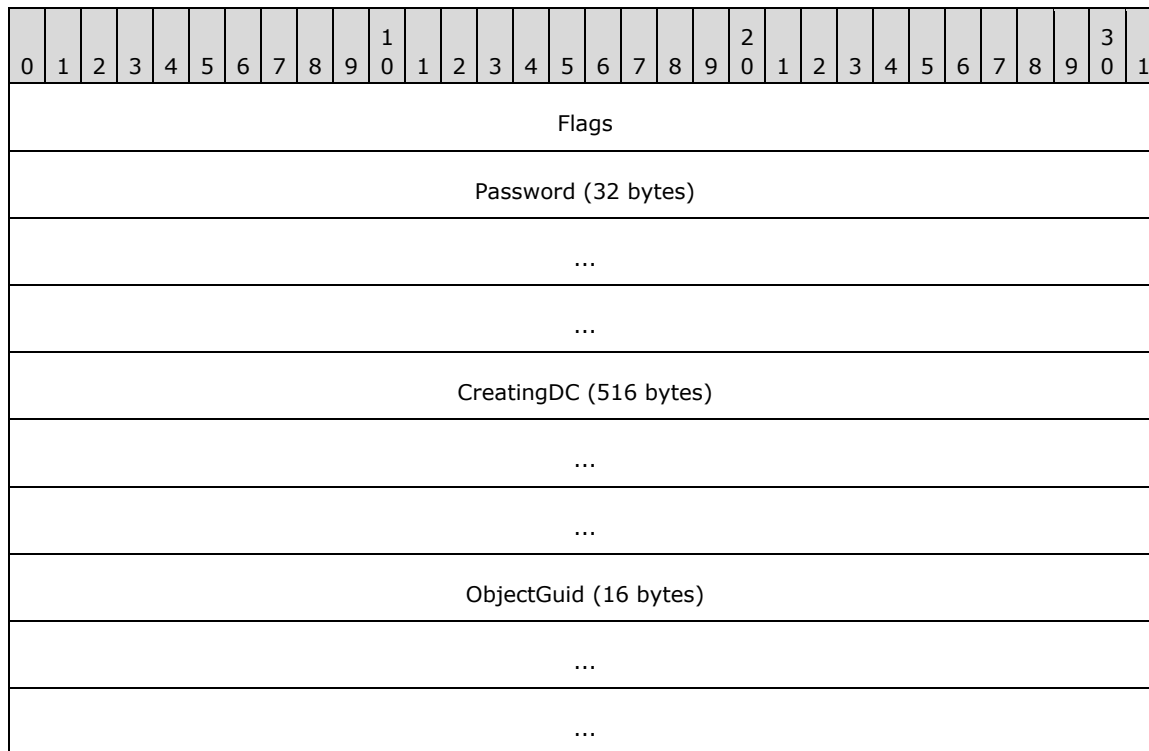 1 2 3
0 1 2 3 4 5 6 7 8 9 0 1 2 3 4 5 6 7 8 9 0 1 2 3 4 5 6 7 8 9 0 1
Flags
Password (32 bytes)
...
...
CreatingDC (516 bytes)
...
...
ObjectGuid (16 bytes)
...
...